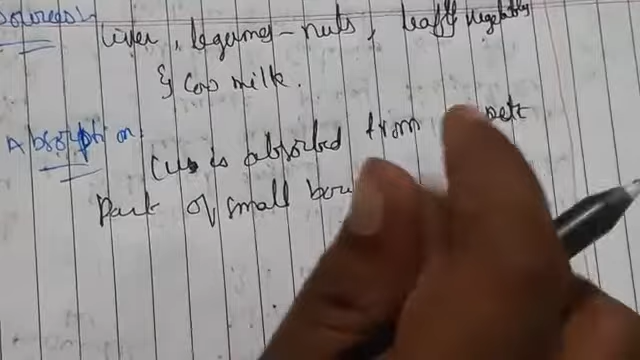 Sources:
Liver, legumes - nuts, leafy vegetables
& Cow milk.
Absorption:
Cu is absorbed from
Part of small